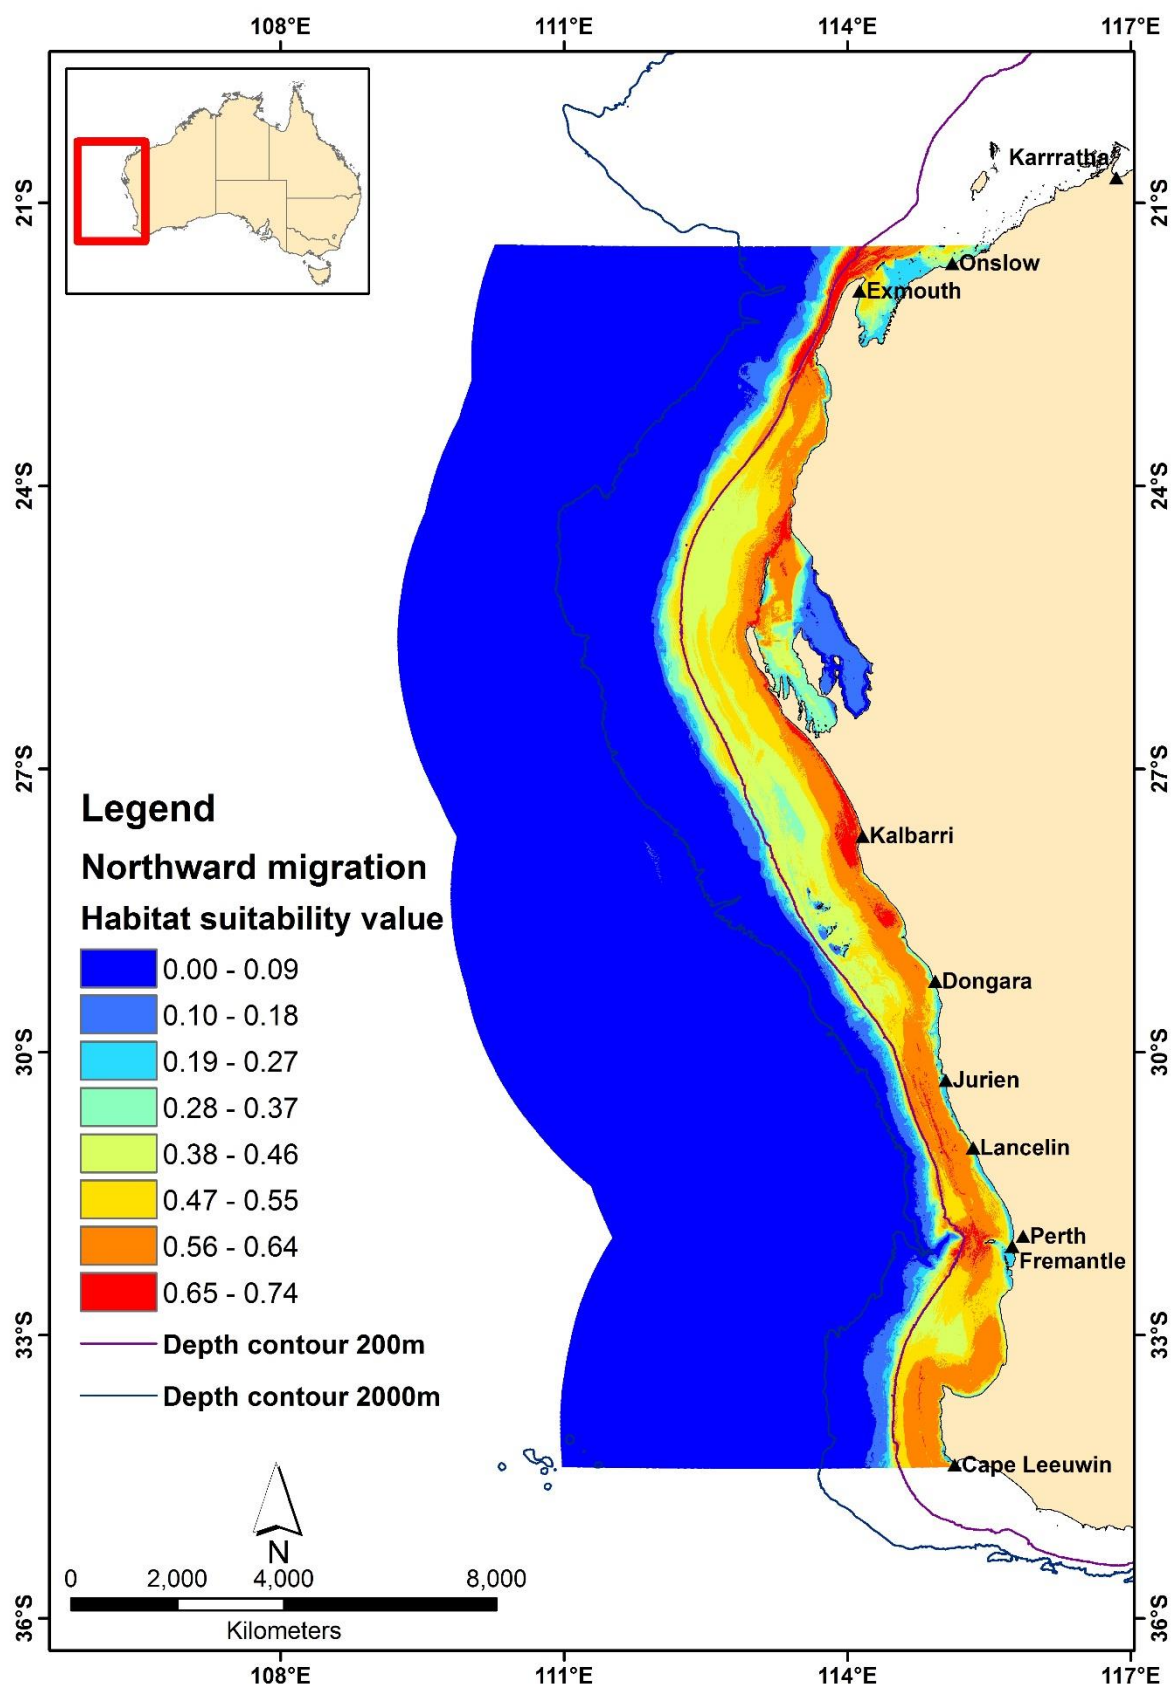 108°E 111°E 114°E 117°E
Karrratha
21°S 21°S
Onslow
Exmouth
24°S 24°S
27°S 27°S
Legend
Kalbarri
Northward migration
Habitat suitability value
0.00 - 0.09
Dongara
0.10 - 0.18
30°S 30°S
0.19 - 0.27
Jurien
0.28 - 0.37
Lancelin
0.38 - 0.46
0.47 - 0.55
Perth
0.56 - 0.64
Fremantle
0.65 - 0.74
33°S 33°S
Depth contour 200m
Depth contour 2000m
Cape Leeuwin
N
0 2,000 4,000 8,000
Kilometers
36°S 36°S
108°E 111°E 114°E 117°E